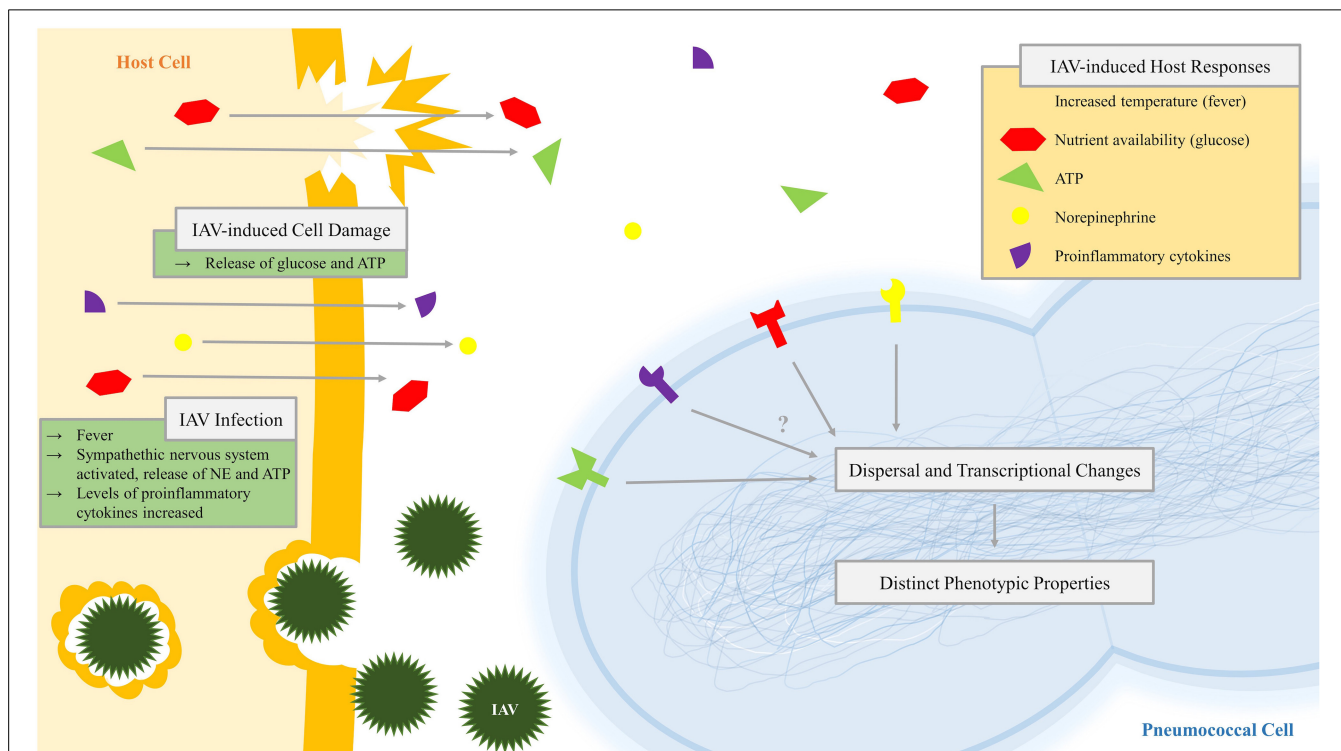 Host Cell
IAV-induced Host Responses
Increased temperature (fever)
Nutrient availability (glucose)
ATP
Norepinephrine
Proinflammatory cytokines
IAV-induced Cell Damage
→ Release of glucose and ATP
IAV Infection
→ Fever
→ Sympathethic nervous system
activated, release of NE and ATP
→ Levels of proinflammatory
cytokines increased
?
Dispersal and Transcriptional Changes
Distinct Phenotypic Properties
IAV
Pneumococcal Cell